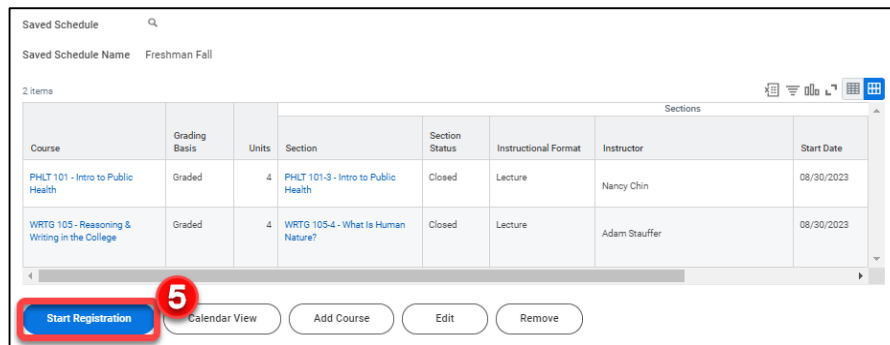 Saved Schedule
Saved Schedule Name Freshman Fall
2 items
Sections
Course Grading Basis Units Section Section Status Instructional Format Instructor Start Date
PHLT 101 - Intro to Public Health Graded 4 PHLT 101-3 - Intro to Public Health Closed Lecture Nancy Chin 08/30/2023
WRTG 105 - Reasoning & Writing in the College Graded 4 WRTG 105-4 - What Is Human Nature? Closed Lecture Adam Stauffer 08/30/2023
5
Start Registration Calendar View Add Course Edit Remove